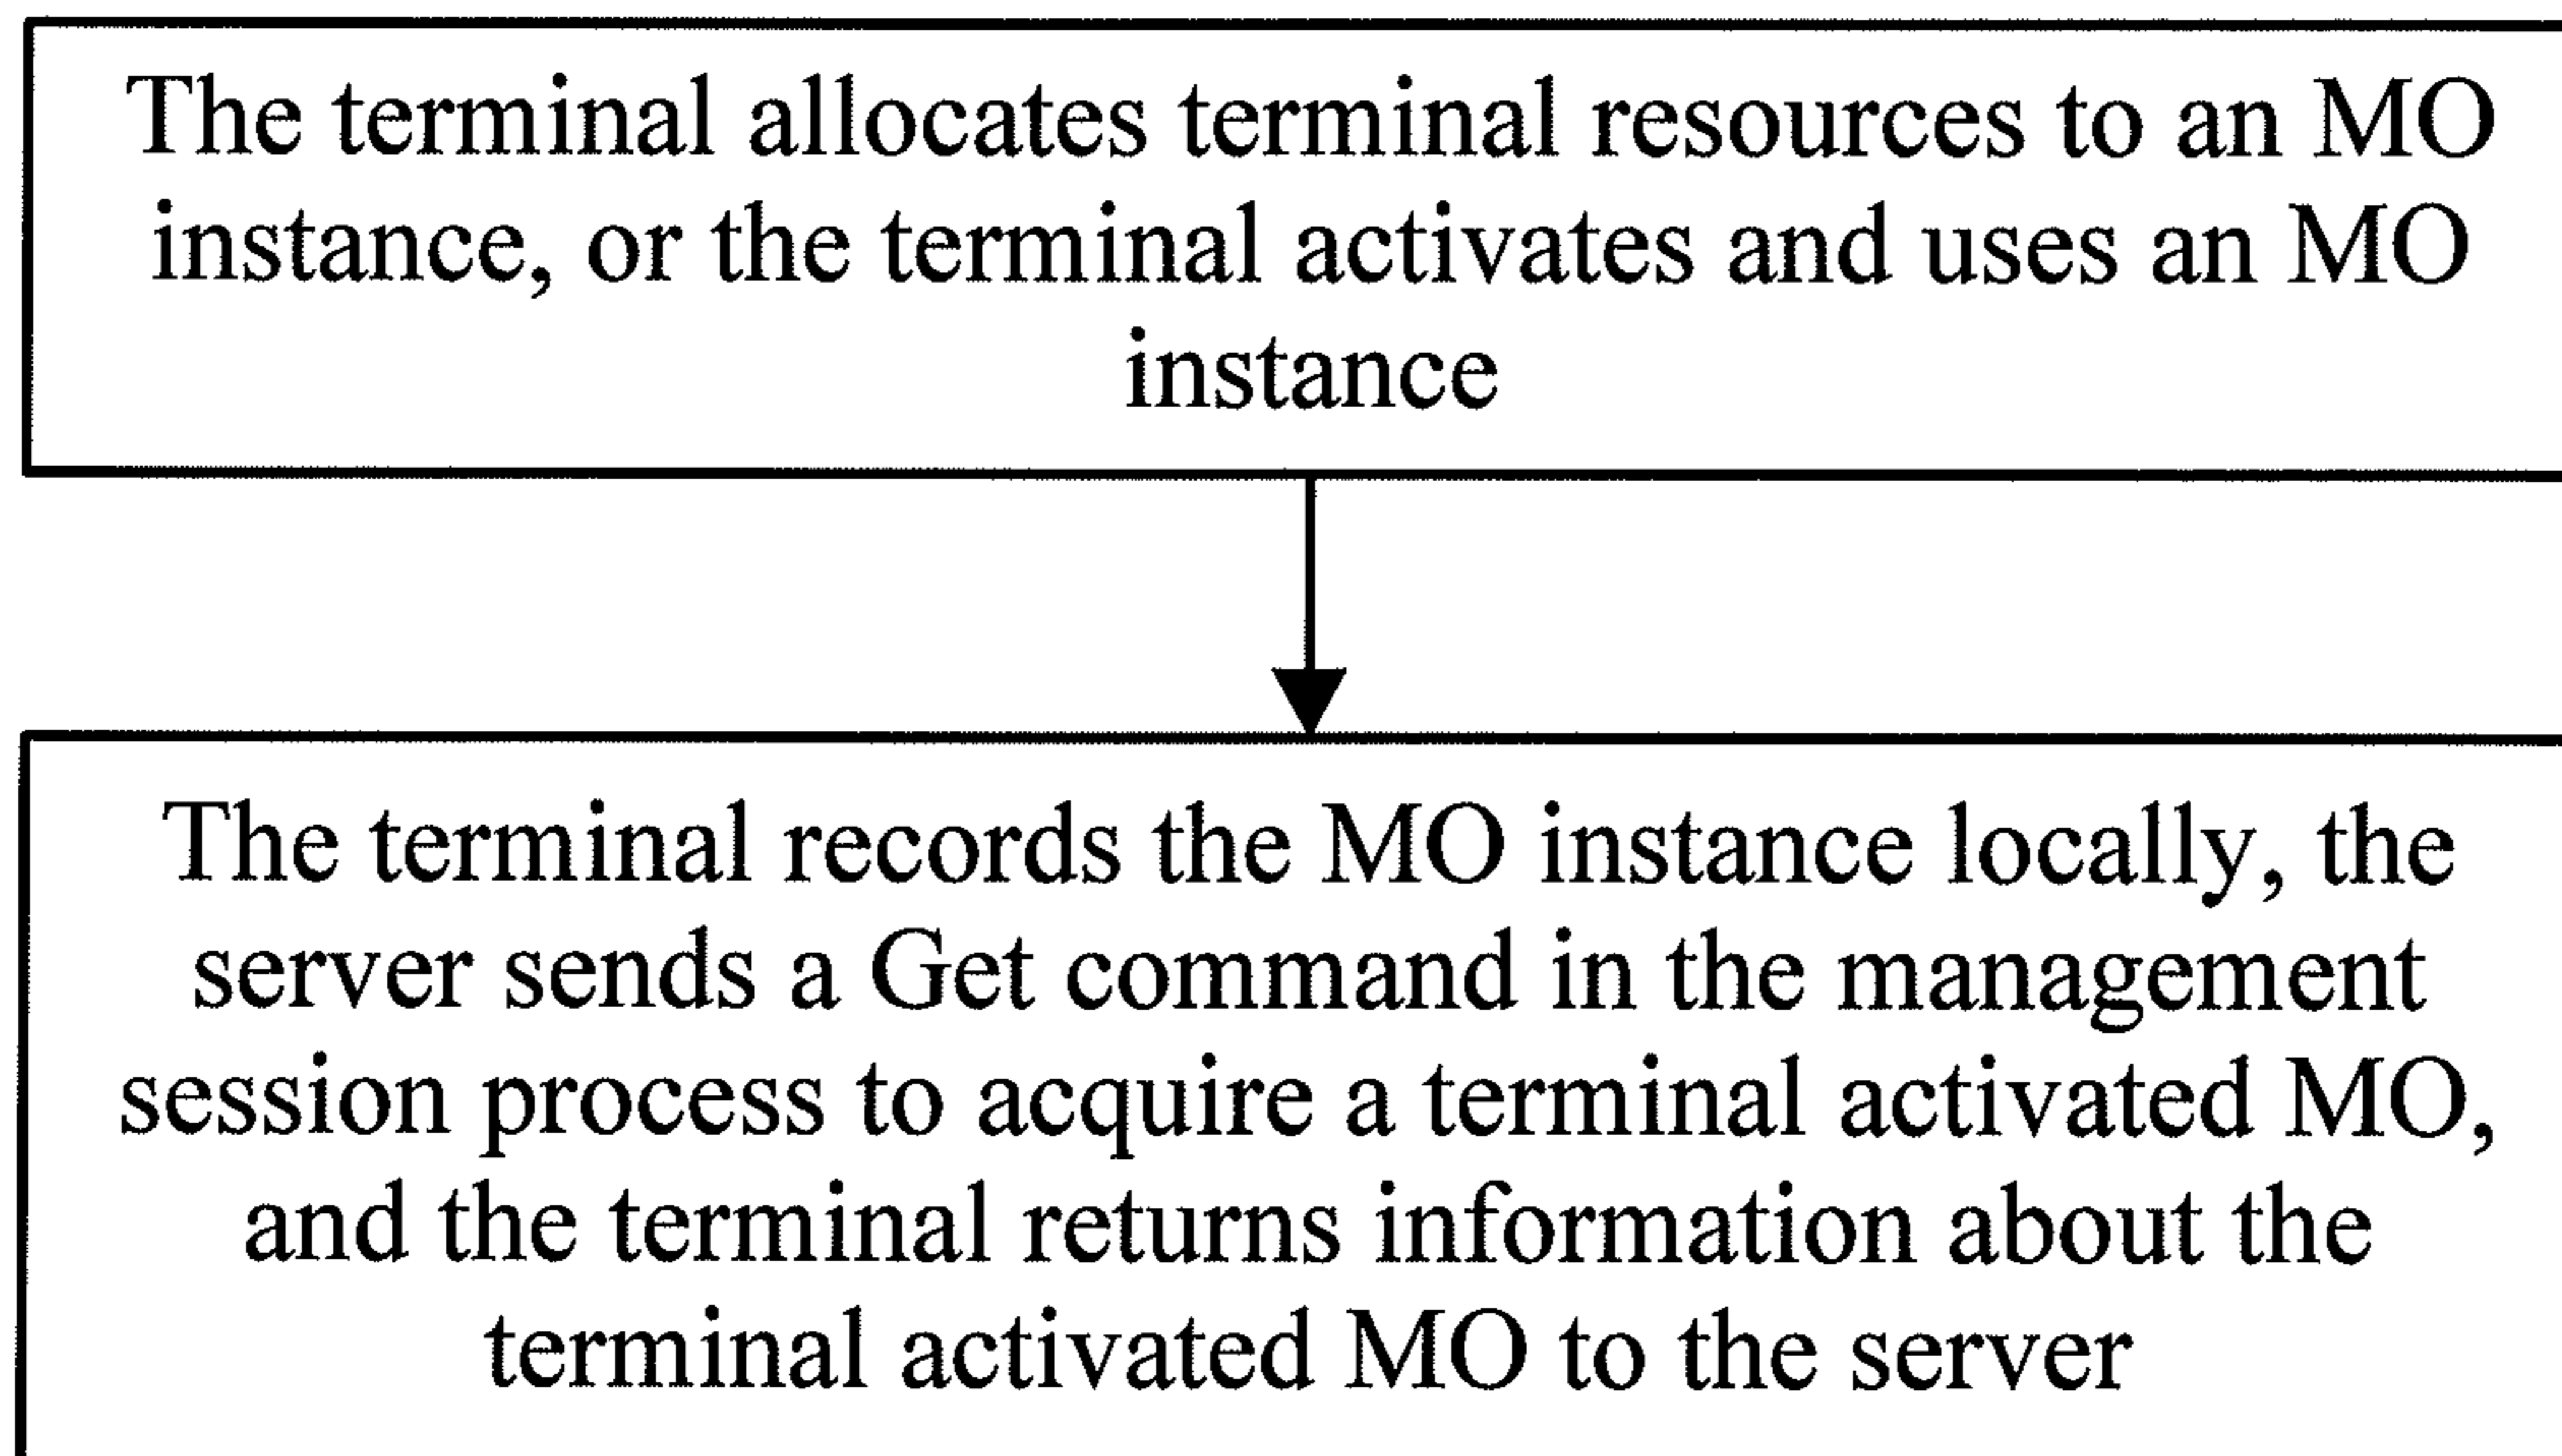 The terminal allocates terminal resources to an MO
instance, or the terminal activates and uses an MO
instance
The terminal records the MO instance locally, the
server sends a Get command in the management
session process to acquire a terminal activated MO,
and the terminal returns information about the
terminal activated MO to the server